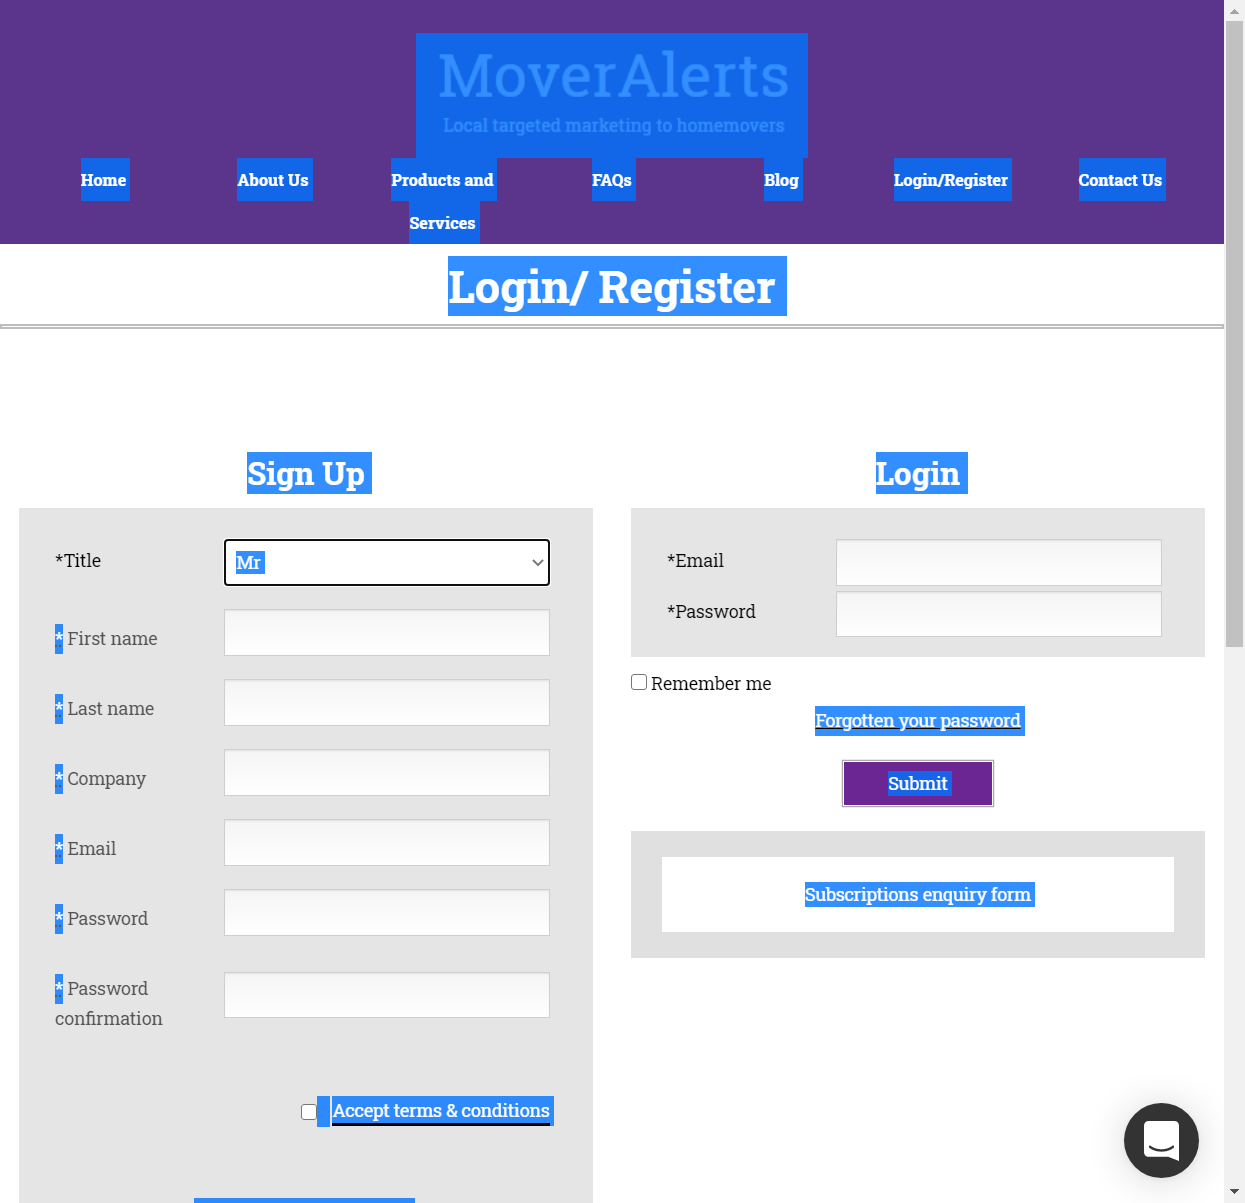 MoverAlerts
Local targeted marketing to homemovers
Home About Us Products and Services FAQs Blog Login/Register Contact Us
Login/ Register
Sign Up
*Title
Mr
* First name
* Last name
* Company
* Email
* Password
* Password
confirmation
Accept terms & conditions
Login
*Email
*Password
Remember me
Forgotten your password
Submit
Subscriptions enquiry form